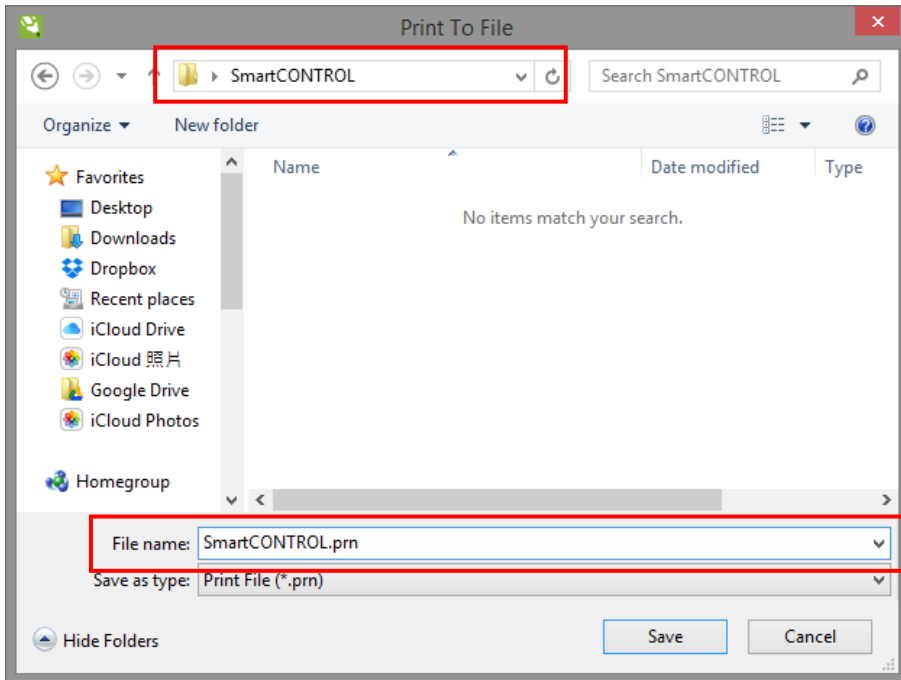 Print To File
SmartCONTROL
Search SmartCONTROL
Organize
New folder
Name
Date modified
Type
Favorites
No items match your search.
Desktop
Downloads
Dropbox
Recent places
iCloud Drive
iCloud 照片
Google Drive
iCloud Photos
Homegroup
File name: SmartCONTROL.prn
Save as type: Print File (*.prn)
Hide Folders
Save
Cancel